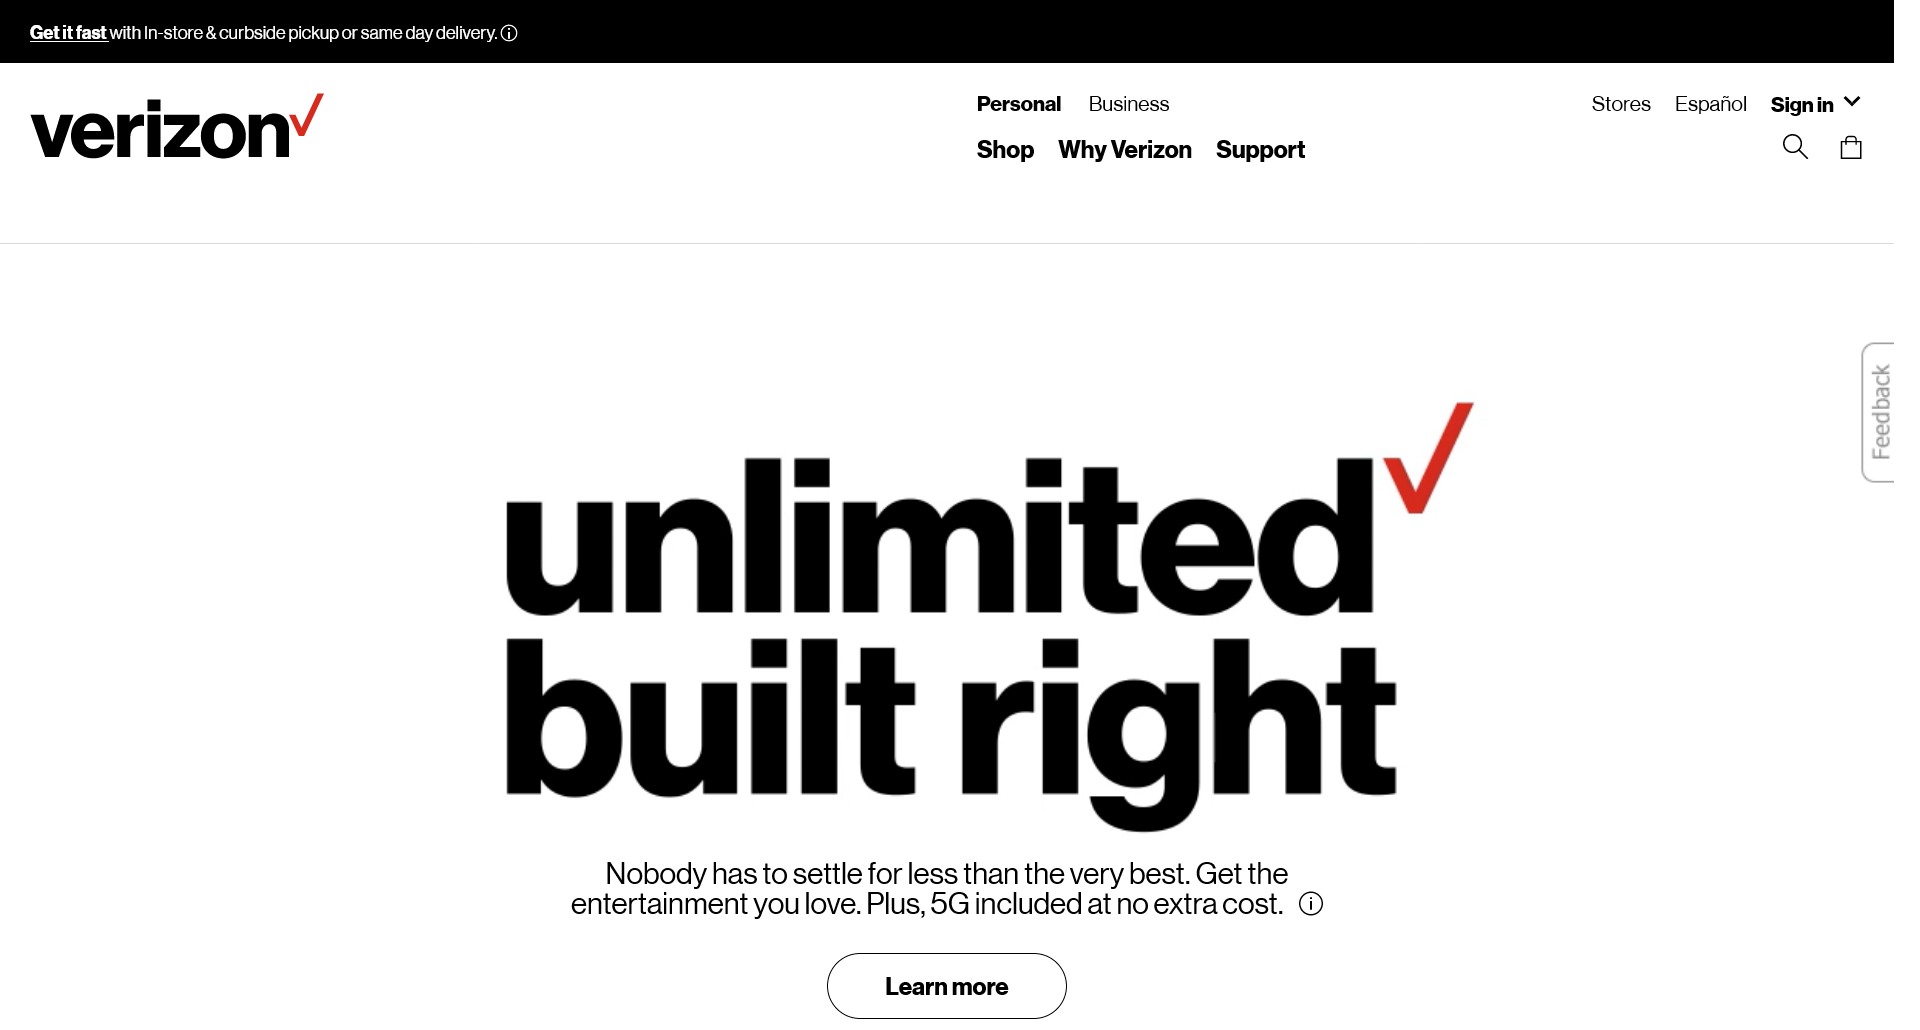 Get it fast with In-store & curbside pickup or same day delivery.
verizon
Personal Business
Stores Español Sign in
Shop Why Verizon Support
Feedback
unlimited
built right
Nobody has to settle for less than the very best. Get the
entertainment you love. Plus, 5G included at no extra cost.
Learn more